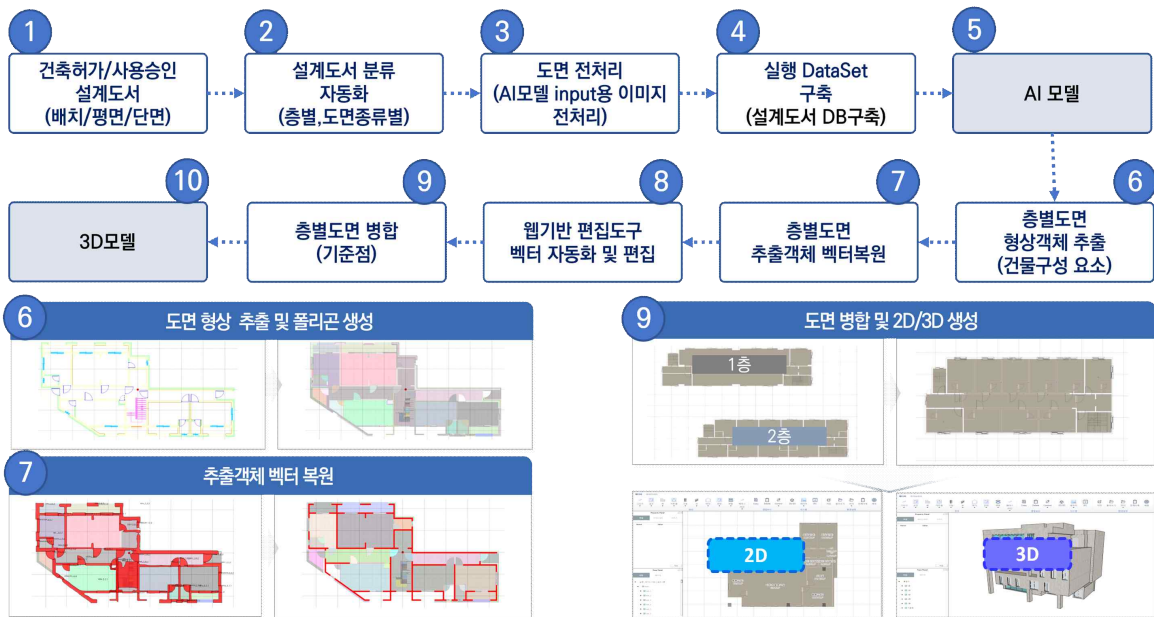 1
건축허가/사용승인
설계도서
(배치/평면/단면)
2
설계도서 분류
자동화
(층별,도면종류별)
3
도면 전처리
(AI모델 input용 이미지
전처리)
4
실행 DataSet
구축
(설계도서 DB구축)
5
AI 모델
6
층별도면
형상객체 추출
(건물구성 요소)
7
층별도면
추출객체 벡터복원
8
웹기반 편집도구
벡터 자동화 및 편집
9
층별도면 병합
(기준점)
10
3D모델
6
도면 형상 추출 및 폴리곤 생성
7
추출객체 벡터 복원
9
도면 병합 및 2D/3D 생성
1층
2층
2D
3D